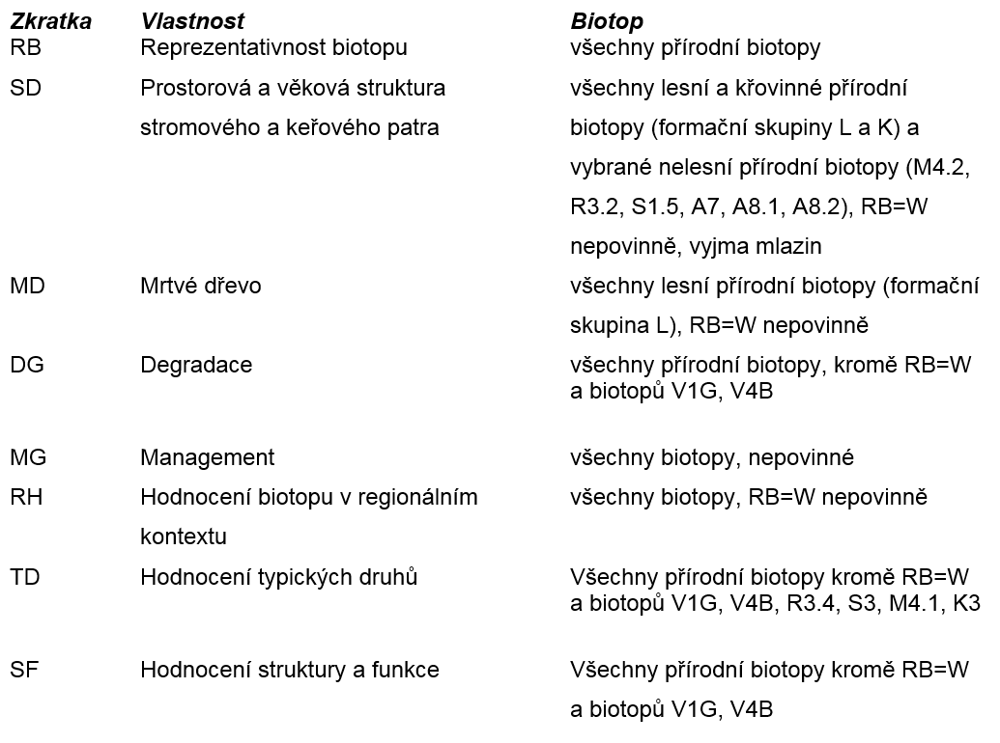 Zkratka Vlastnost Biotop
RB Reprezentativnost biotopu všechny přírodní biotopy
SD Prostorová a věková struktura všechny lesní a křovinné přírodní
stromového a keřového patra biotopy (formační skupiny L a K) a
vybrané nelesní přírodní biotopy (M4.2,
R3.2, S1.5, A7, A8.1, A8.2), RB=W
nepovinně, vyjma mlazin
MD Mrtvé dřevo všechny lesní přírodní biotopy (formační
skupina L), RB=W nepovinně
DG Degradace všechny přírodní biotopy, kromě RB=W
a biotopů V1G, V4B
MG Management všechny biotopy, nepovinné
RH Hodnocení biotopu v regionálním všechny biotopy, RB=W nepovinně
kontextu
TD Hodnocení typických druhů Všechny přírodní biotopy kromě RB=W
a biotopů V1G, V4B, R3.4, S3, M4.1, K3
SF Hodnocení struktury a funkce Všechny přírodní biotopy kromě RB=W
a biotopů V1G, V4B